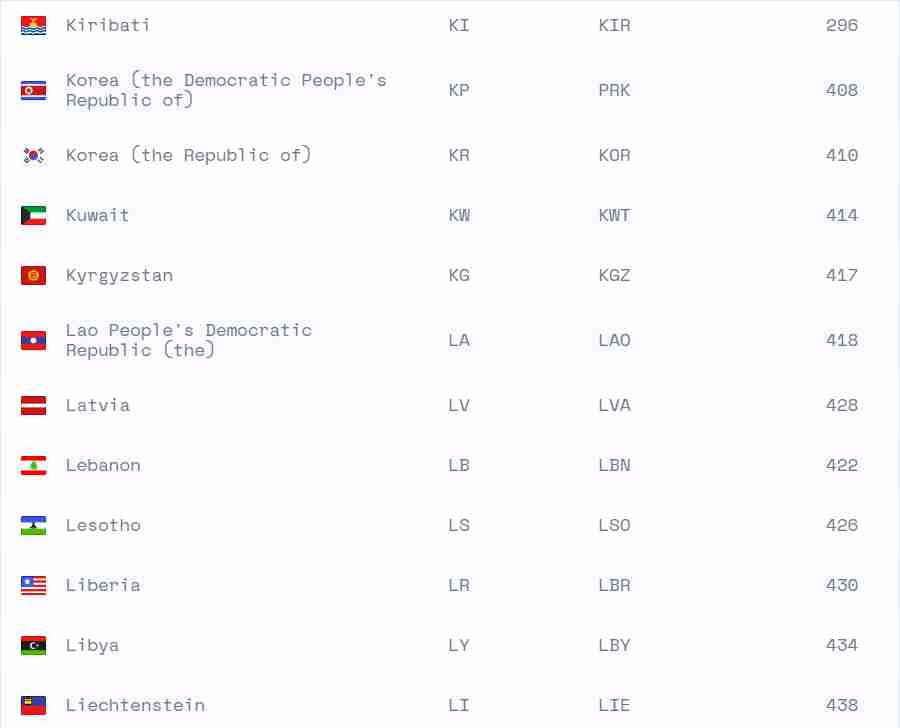 Kiribati KI KIR 296
Korea (the Democratic People's
Republic of) KP PRK 408
Korea (the Republic of) KR KOR 410
Kuwait KW KWT 414
Kyrgyzstan KG KGZ 417
Lao People's Democratic
Republic (the) LA LAO 418
Latvia LV LVA 428
Lebanon LB LBN 422
Lesotho LS LSO 426
Liberia LR LBR 430
Libya LY LBY 434
Liechtenstein LI LIE 438